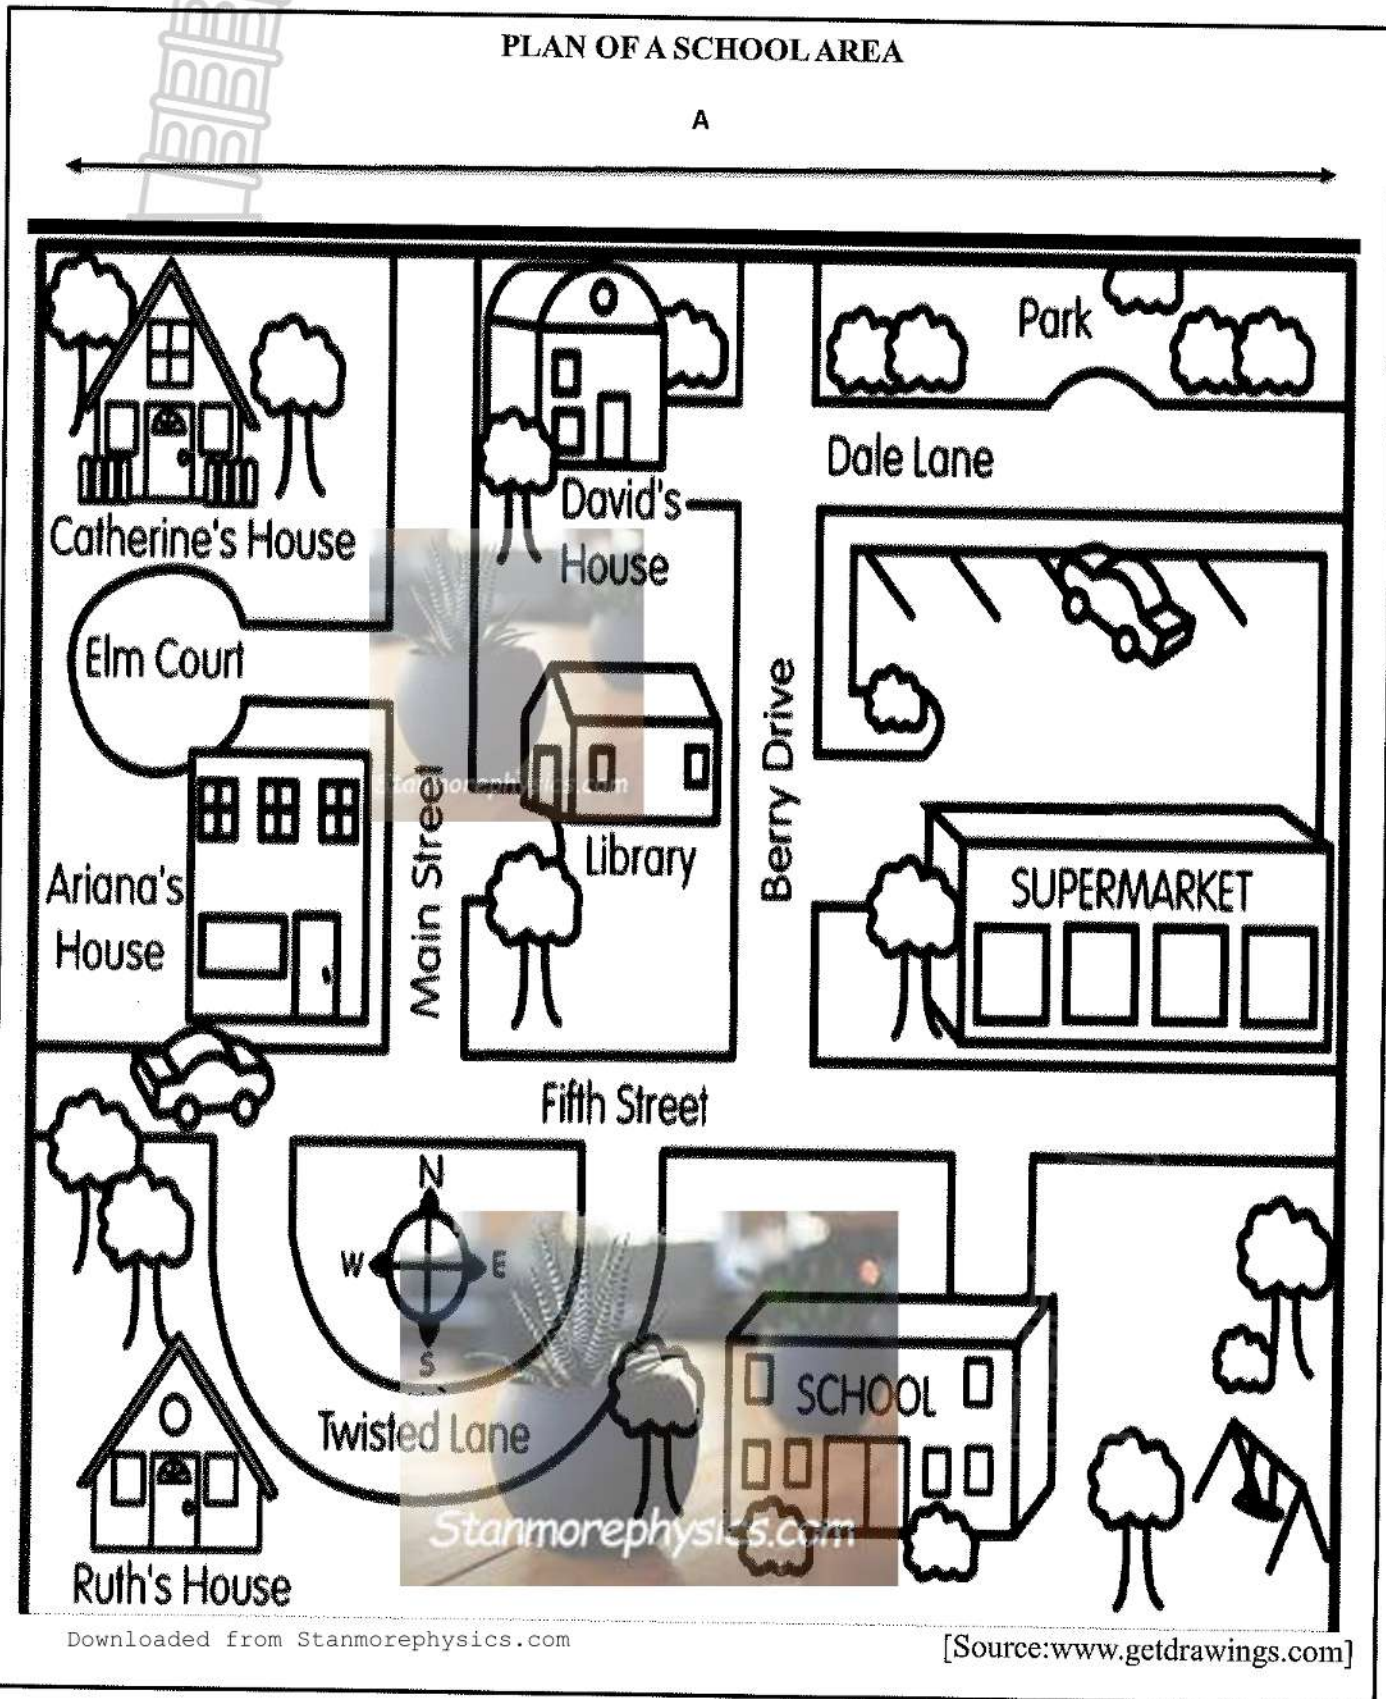 PLAN OF A SCHOOL AREA
A
Park
Dale Lane
David's
House
Catherine's House
Elm Court
Berry Drive
Main Street
Library
SUPERMARKET
Ariana's
House
Fifth Street
N
W
E
S
SCHOOL
Twisted Lane
Ruth's House
Stanmorephysics.com
Stanmorephysics.com
Downloaded from Stanmorephysics.com
[Source:www.getdrawings.com]